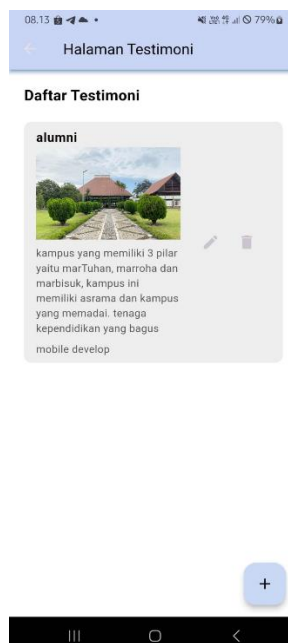 08.13 79%
Halaman Testimoni
Daftar Testimoni
alumni
kampus yang memiliki 3 pilar
yaitu marTuhan, marroha dan
marbisuk, kampus ini
memiliki asrama dan kampus
yang memadai. tenaga
kependidikan yang bagus
mobile develop
+